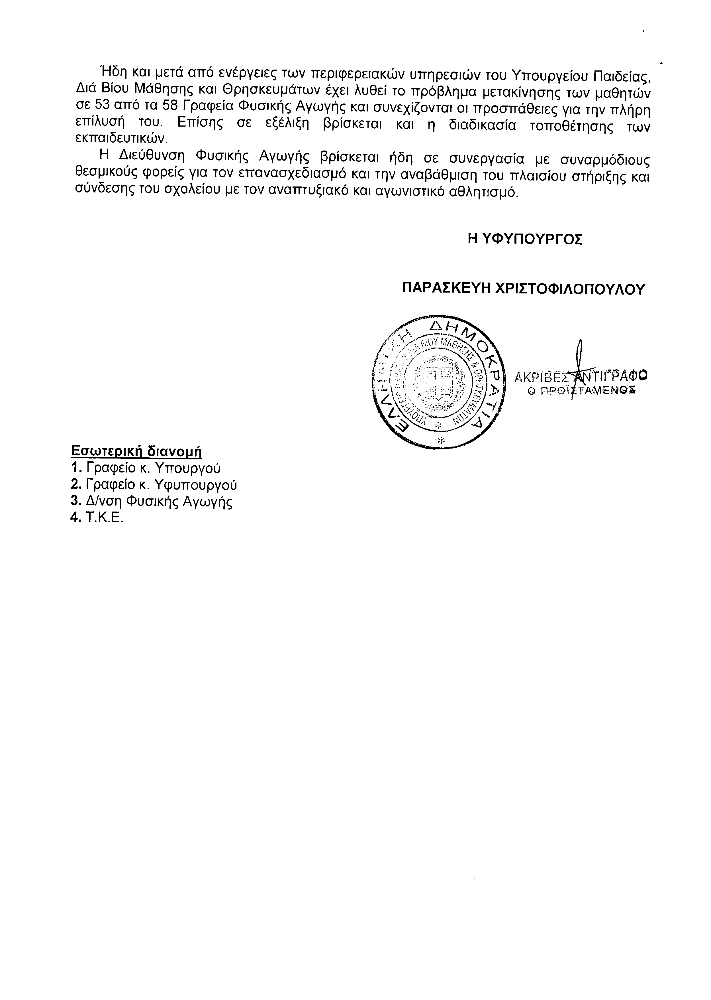 Ήδη και μετά από ενέργειες των περιφερειακών υπηρεσιών του Υπουργείου Παιδείας,
Διά Βίου Μάθησης και Θρησκευμάτων έχει λυθεί το πρόβλημα μετακίνησης των μαθητών
σε 53 από τα 58 Γραφεία Φυσικής Αγωγής και συνεχίζονται οι προσπάθειες για την πλήρη
επίλυσή του. Επίσης σε εξέλιξη βρίσκεται και η διαδικασία τοποθέτησης των
εκπαιδευτικών.
Η Διεύθυνση Φυσικής Αγωγής βρίσκεται ήδη σε συνεργασία με συναρμόδιους
θεσμικούς φορείς για τον επανασχεδιασμό και την αναβάθμιση του πλαισίου στήριξης και
σύνδεσης του σχολείου με τον αναπτυξιακό και αγωνιστικό αθλητισμό.
Η ΥΦΥΠΟΥΡΓΟΣ
ΠΑΡΑΣΚΕΥΗ ΧΡΙΣΤΟΦΙΛΟΠΟΥΛΟΥ
ΕΛΛΗΝΙΚΗ ΔΗΜΟΚΡΑΤΙΑ
ΥΠΟΥΡΓΕΙΟ ΔΙΑ ΒΙΟΥ ΜΑΘΗΣΗΣ & ΘΡΗΣΚΕΥΜΑΤΩΝ
ΑΚΡΙΒΕΣ ΑΝΤΙΓΡΑΦΟ
Ο ΠΡΟΪΣΤΑΜΕΝΟΣ
Εσωτερική διανομή
1. Γραφείο κ. Υπουργού
2. Γραφείο κ. Υφυπουργού
3. Δ/νση Φυσικής Αγωγής
4. Τ.Κ.Ε.